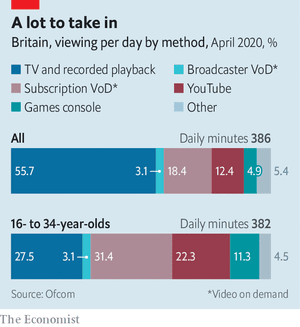 A lot to take in
Britain, viewing per day by method, April 2020, %
TV and recorded playback Broadcaster VoD*
Subscription VoD* YouTube
Games console Other
All Daily minutes 386
55.7 3.1 18.4 12.4 4.9 5.4
16- to 34-year-olds Daily minutes 382
27.5 3.1 31.4 22.3 11.3 4.5
Source: Ofcom *Video on demand
The Economist